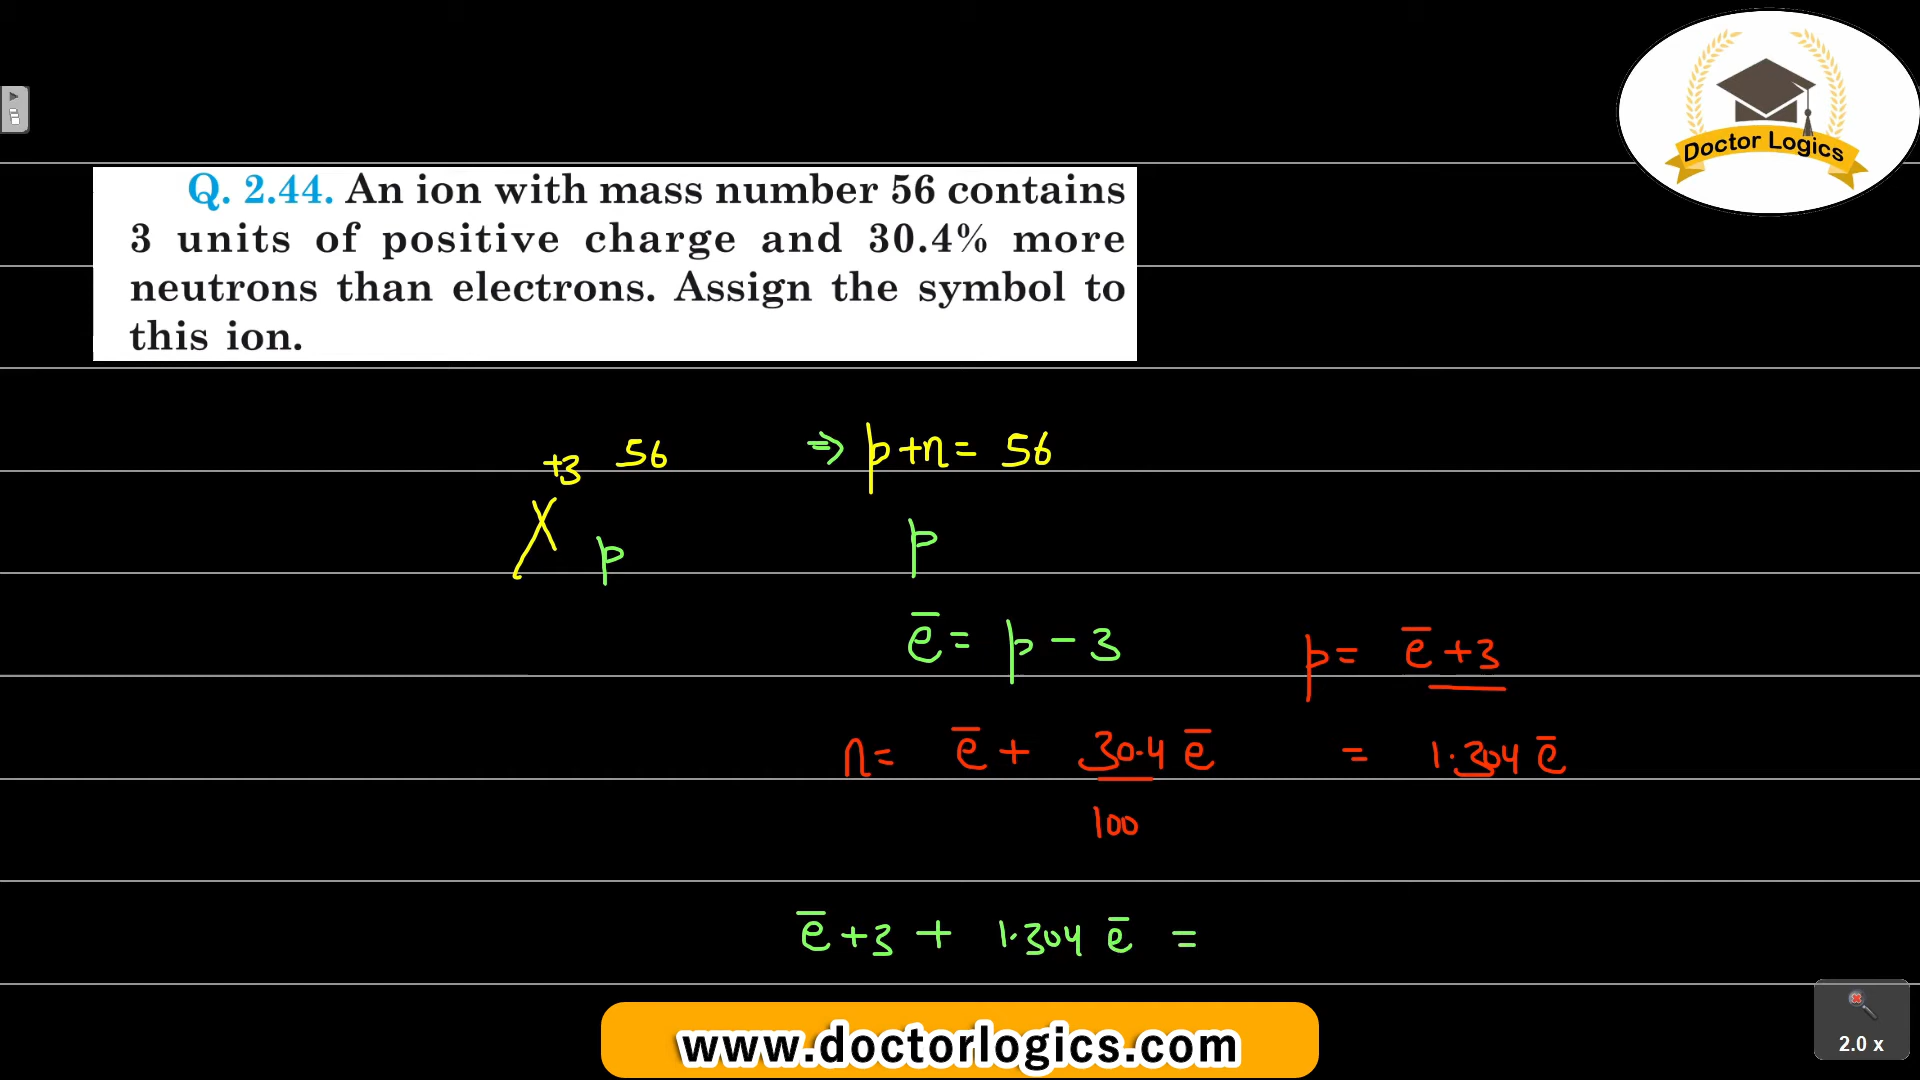 Doctor Logics
Q. 2.44. An ion with mass number 56 contains
3 units of positive charge and 30.4% more
neutrons than electrons. Assign the symbol to
this ion.
+3 56
X p
⇒ p+n= 56
p
e̅ = p - 3
p = e̅ +3
n = e̅ + 30.4 e̅ = 1.304 e̅
100
e̅ +3 + 1.304 e̅ =
www.doctorlogics.com
2.0 x